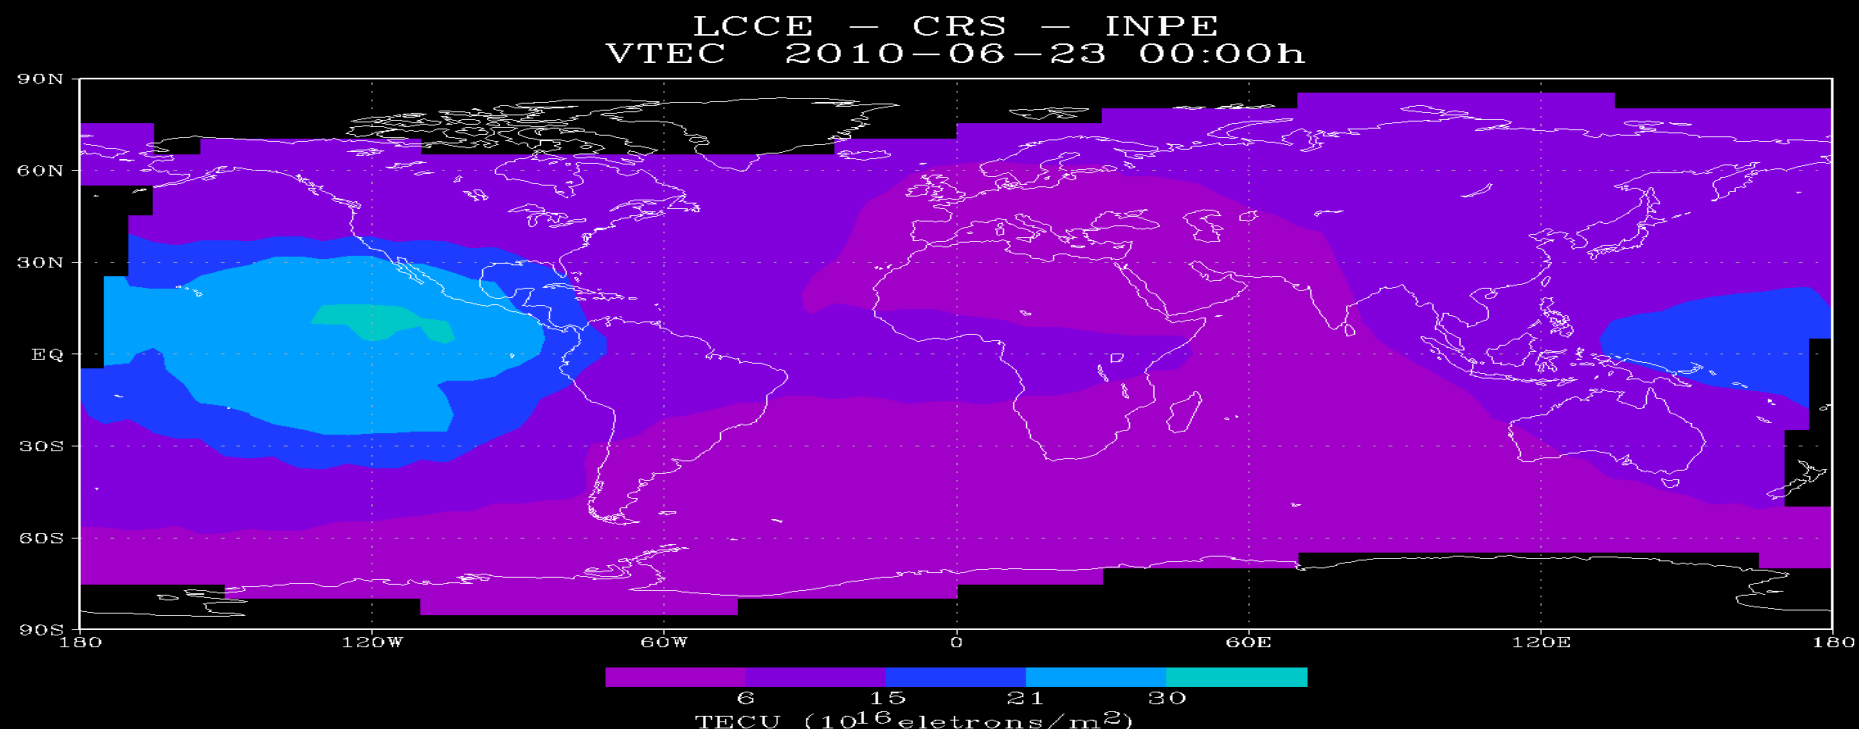 LCCE – CRS – INPE
VTEC 2010–06–23 00:00h
90N
60N
30N
EQ
30S
60S
90S
180 120W 60W 0 60E 120E 180
6 15 21 30
TECU (10¹⁶eletrons/m²)